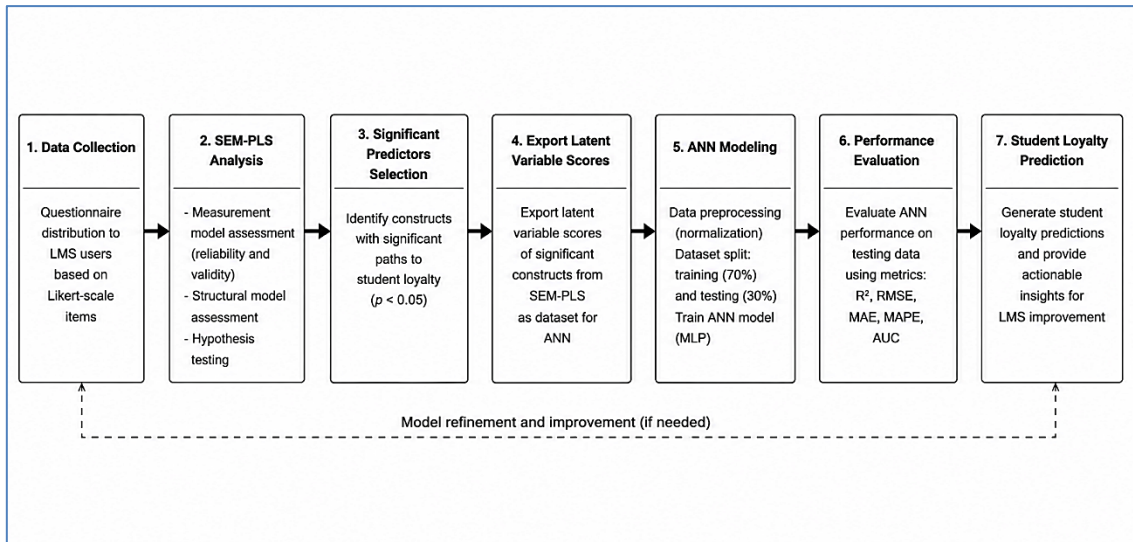 1. Data Collection
Questionnaire
distribution to
LMS users
based on
Likert-scale
items
2. SEM-PLS
Analysis
- Measurement
model assessment
(reliability and
validity)
- Structural model
assessment
- Hypothesis
testing
3. Significant
Predictors
Selection
Identify constructs
with significant
paths to
student loyalty
(p < 0.05)
4. Export Latent
Variable Scores
Export latent
variable scores
of significant
constructs from
SEM-PLS
as dataset for
ANN
5. ANN Modeling
Data preprocessing
(normalization)
Dataset split:
training (70%)
and testing (30%)
Train ANN model
(MLP)
6. Performance
Evaluation
Evaluate ANN
performance on
testing data
using metrics:
R², RMSE,
MAE, MAPE,
AUC
7. Student Loyalty
Prediction
Generate student
loyalty predictions
and provide
actionable
insights for
LMS improvement
Model refinement and improvement (if needed)